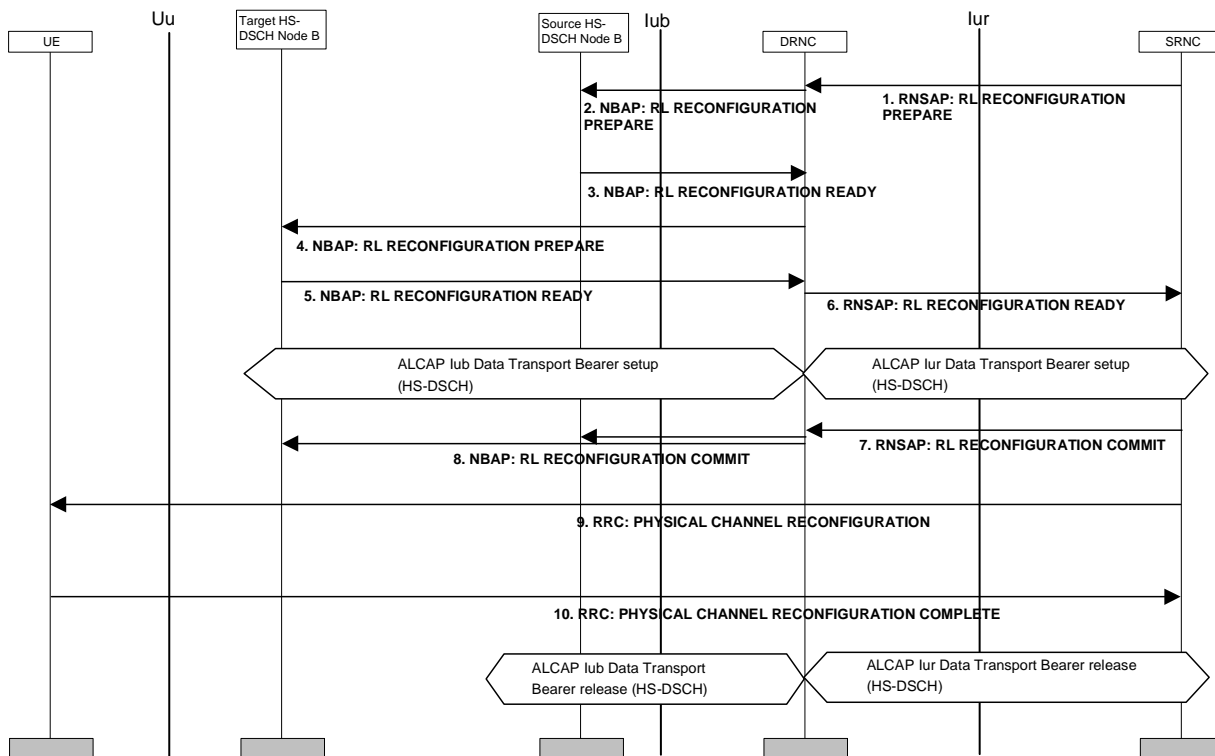 Uu
Target HS-
DSCH Node B
Source HS-
DSCH Node B
Iub
Iur
UE
DRNC
SRNC
1. RNSAP: RL RECONFIGURATION
PREPARE
2. NBAP: RL RECONFIGURATION
PREPARE
3. NBAP: RL RECONFIGURATION READY
4. NBAP: RL RECONFIGURATION PREPARE
5. NBAP: RL RECONFIGURATION READY
6. RNSAP: RL RECONFIGURATION READY
ALCAP Iub Data Transport Bearer setup
(HS-DSCH)
ALCAP Iur Data Transport Bearer setup
(HS-DSCH)
7. RNSAP: RL RECONFIGURATION COMMIT
8. NBAP: RL RECONFIGURATION COMMIT
9. RRC: PHYSICAL CHANNEL RECONFIGURATION
10. RRC: PHYSICAL CHANNEL RECONFIGURATION COMPLETE
ALCAP Iub Data Transport
Bearer release (HS-DSCH)
ALCAP Iur Data Transport Bearer release
(HS-DSCH)